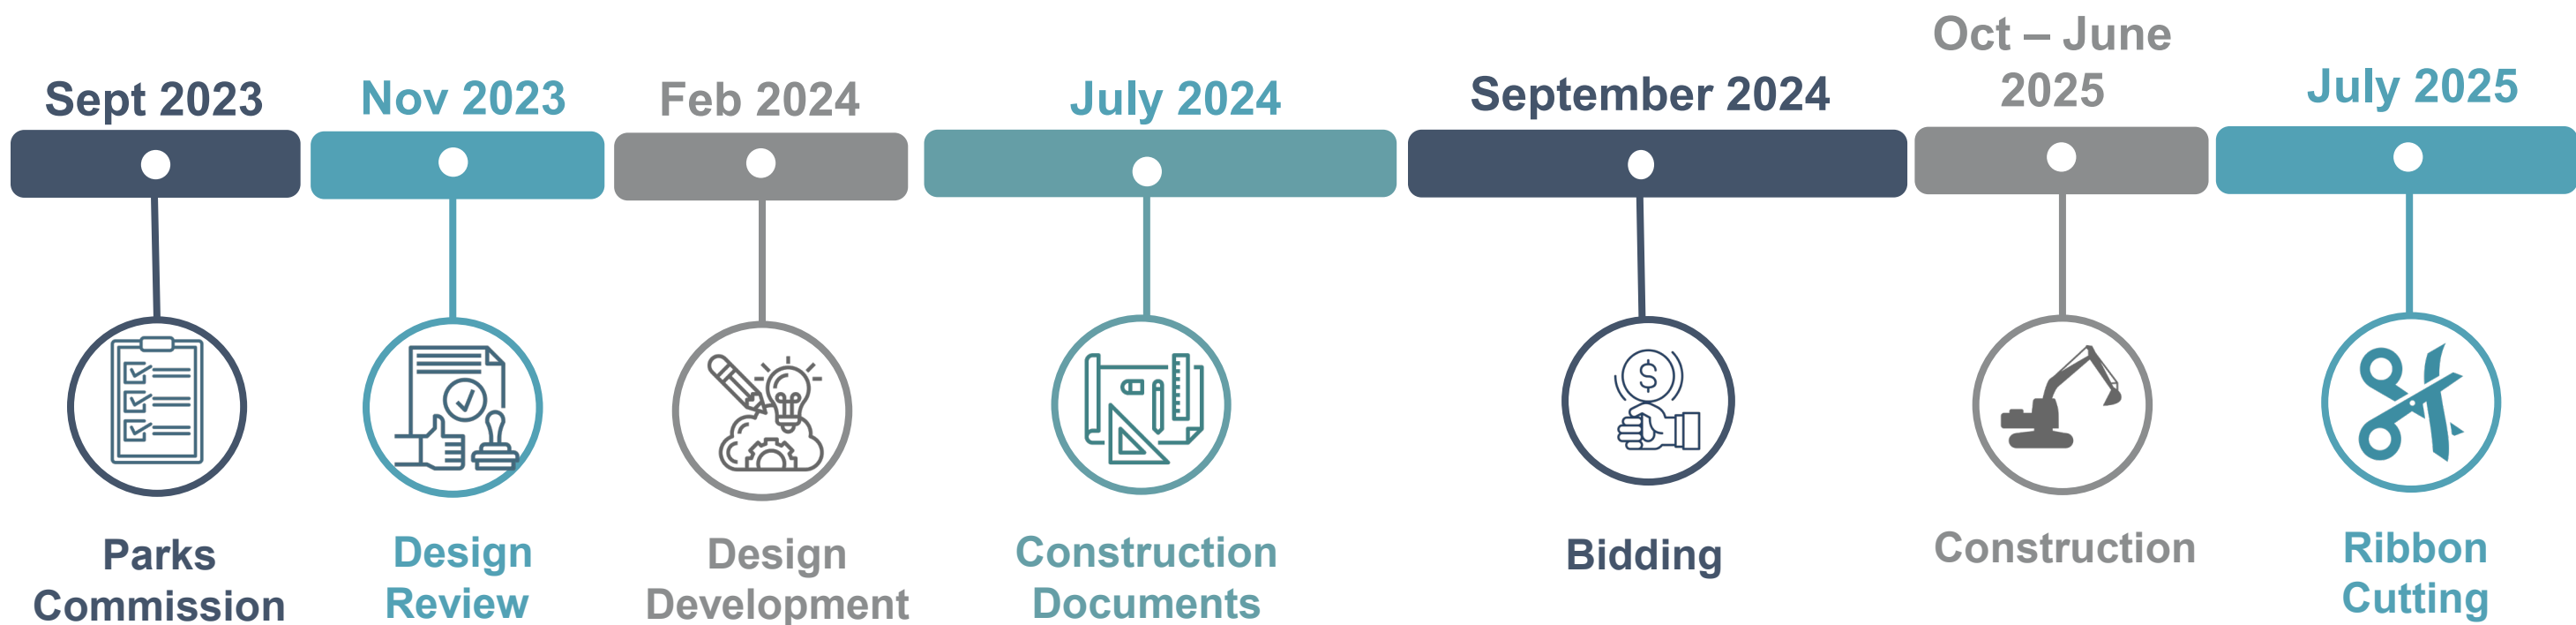 Sept 2023
Nov 2023
Feb 2024
July 2024
September 2024
Oct – June
2025
July 2025
$
Parks
Commission
Design
Review
Design
Development
Construction
Documents
Bidding
Construction
Ribbon
Cutting